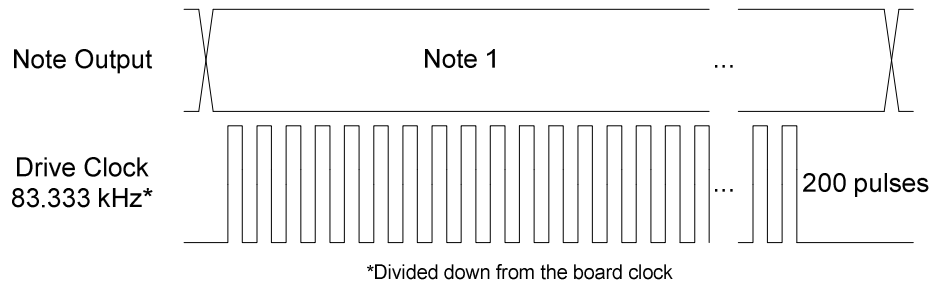 Note Output
Note 1
...
Drive Clock
83.333 kHz*
...
200 pulses
*Divided down from the board clock